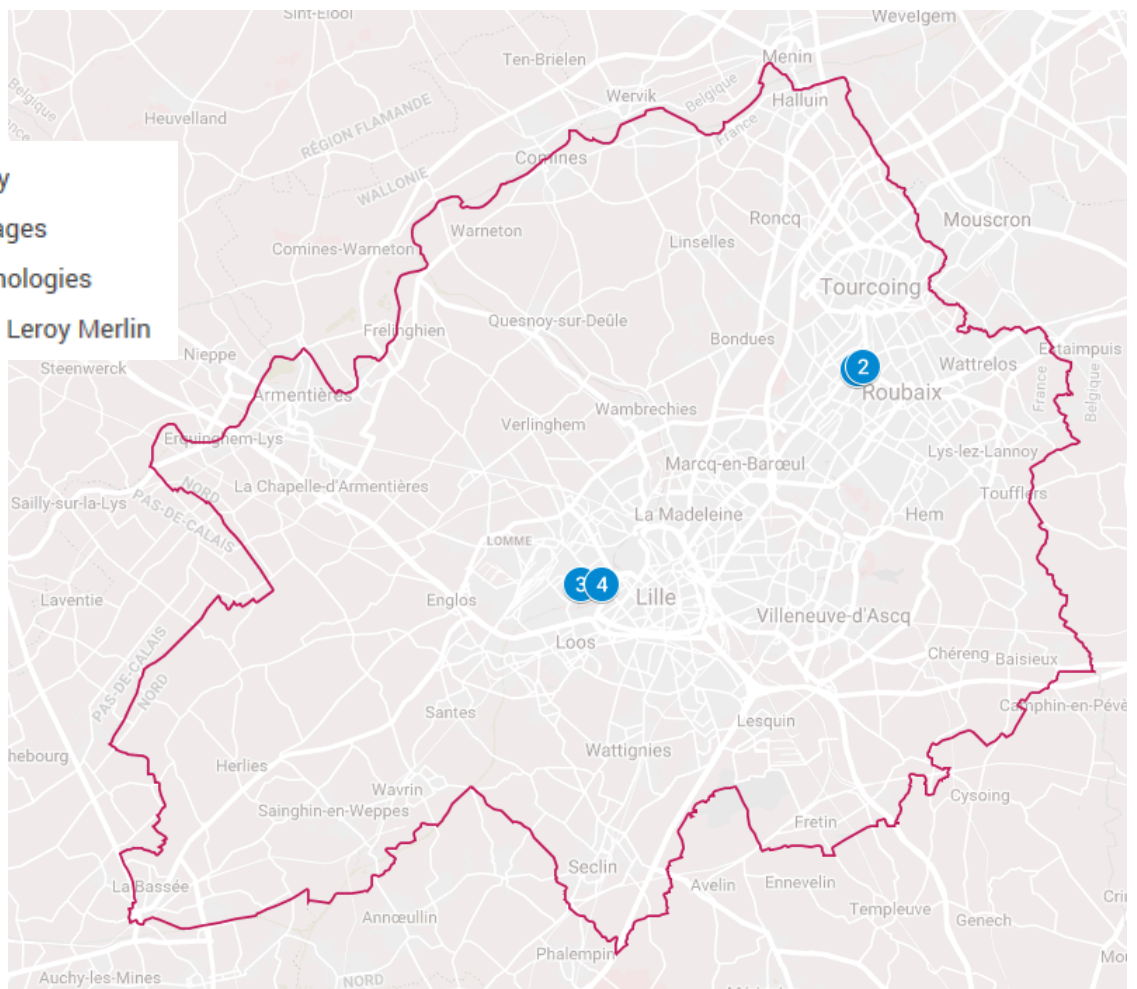 Sint-Elooi
Wevelgem
Menin
Ten-Brielen
Belgique
Wervik
Belgique
Halluin
Heuvelland
RÉGION FLAMANDE
France
Comines
WALLONIE
ages
Roncq
Mouscron
Warneton
Linselles
Comines-Warneton
nologies
Tourcoing
Leroy Merlin
Quesnoy-sur-Deûle
Frelinghien
Bondues
Nieppe
Estaimpuis
Steenwerck
Wattrelos
2
France
Belgique
Armentières
Roubaix
Wambrechies
Verlinghem
Erquinghem-Lys
Lys-lez-Lannoy
Marcq-en-Barœul
NORD
La Chapelle-d'Armentières
Toufflers
Sailly-sur-la-Lys
PAS-DE-CALAIS
La Madeleine
Hem
LOMME
3
4
Laventie
Englos
Lille
Villeneuve-d'Ascq
Loos
Chéreng
Baisieux
PAS-DE-CALAIS
NORD
Camphin-en-Pévè
Santes
Lesquin
hebourg
Wattignies
Herlies
Wavrin
Cysoing
Sainghin-en-Weppes
Fretin
Seclin
La Bassée
Avelin
Ennevelin
Annœullin
Templeuve
Genech
Phalempin
Auchy-les-Mines
NORD